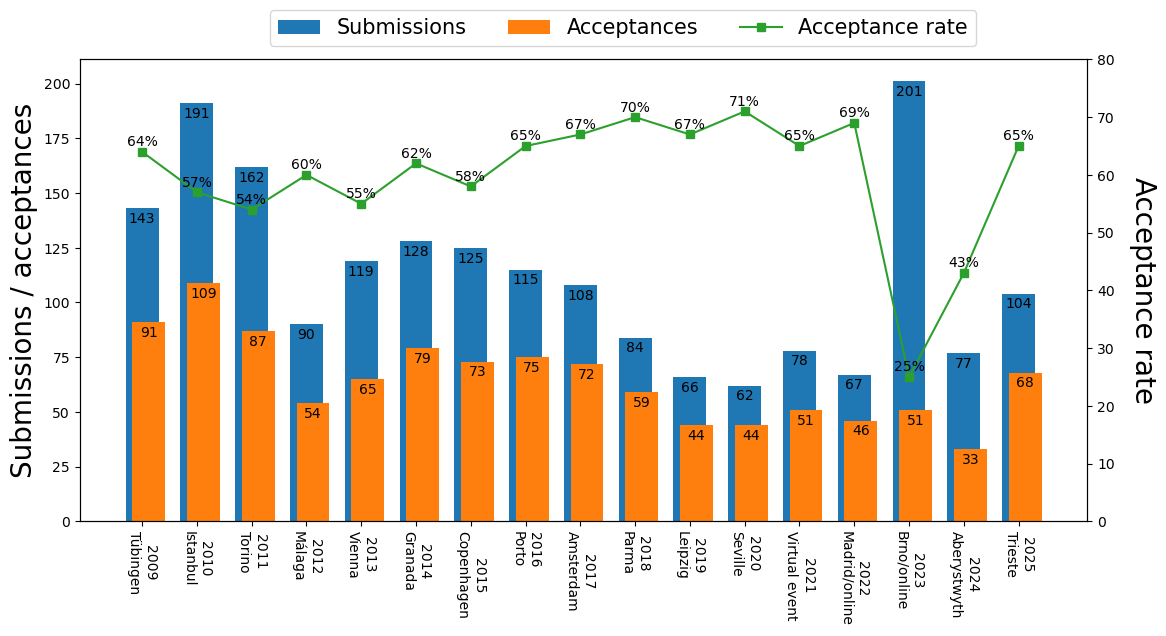 Submissions Acceptances Acceptance rate
Submissions / acceptances
200
175
150
125
100
75
50
25
0
143 191 162 90 119 128 125 115 108 84 66 62 78 67 201 77 104
91 109 87 54 65 79 73 75 72 59 44 44 51 46 51 33 68
64% 57% 54% 60% 55% 62% 58% 65% 67% 70% 67% 71% 65% 69% 25% 43% 65%
80
70
60
50
40
30
20
10
0
Acceptance rate
2009
Tübingen
2010
Istanbul
2011
Torino
2012
Málaga
2013
Vienna
2014
Granada
2015
Copenhagen
2016
Porto
2017
Amsterdam
2018
Parma
2019
Leipzig
2020
Seville
2021
Virtual event
2022
Madrid/online
2023
Brno/online
2024
Aberystwyth
2025
Trieste